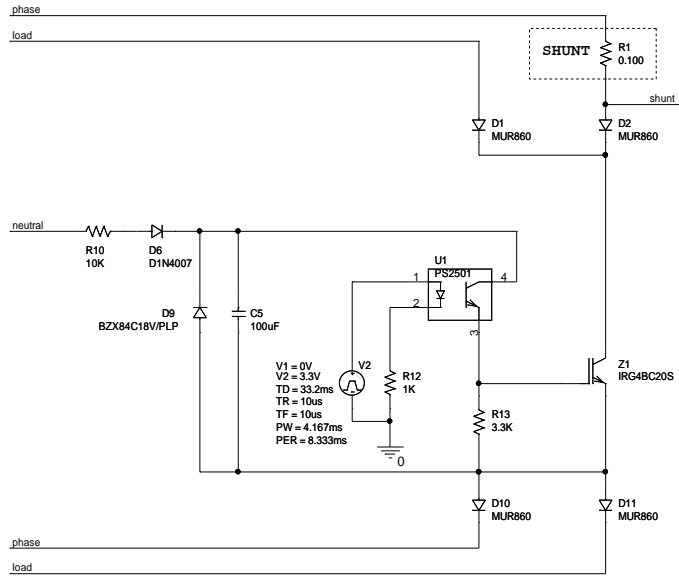 phase
load
SHUNT
R1
0.100
shunt
D1
MUR860
D2
MUR860
neutral
R10
10K
D6
D1N4007
U1
PS2501
1
4
2
3
D9
BZX84C18V/PLP
C5
100uF
V1 = 0V
V2 = 3.3V
TD = 33.2ms
TR = 10us
TF = 10us
PW = 4.167ms
PER = 8.333ms
V2
R12
1K
0
R13
3.3K
Z1
IRG4BC20S
D10
MUR860
D11
MUR860
phase
load